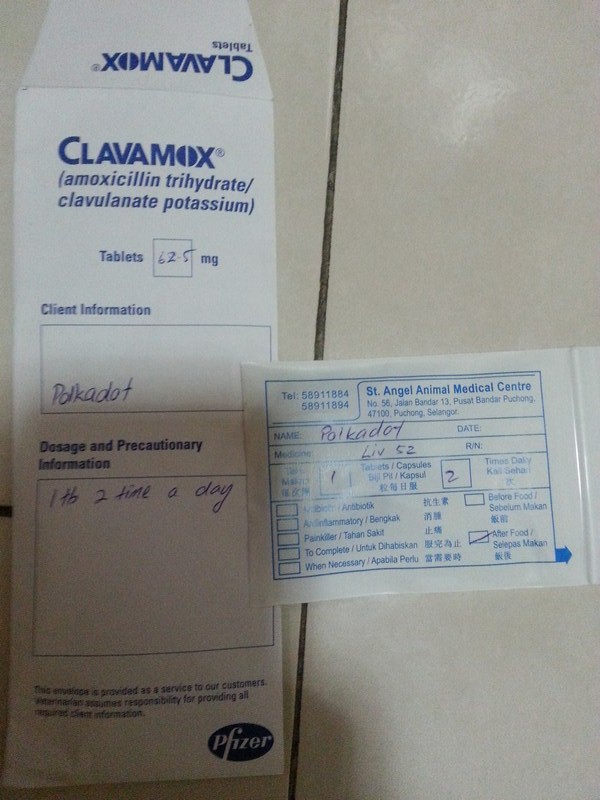 CLAVAMOX®
Tablets
CLAVAMOX®
(amoxicillin trihydrate/
clavulanate potassium)
Tablets 62.5 mg
Client Information
Polkadot
Dosage and Precautionary
Information
1 tb 2 time a day
This envelope is provided as a service to our customers.
Veterinarian assumes responsibility for providing all
required client information.
Pfizer
Tel: 58911884
58911894
St. Angel Animal Medical Centre
No. 56, Jalan Bandar 13, Pusat Bandar Puchong,
47100, Puchong, Selangor.
NAME: Polkadot DATE:
Medicine: Liv 52 R/N:
1 Tablets / Capsules
Biji Pil / Kapsul
粒每日服
2 Times Daily
Kali Sehari
次
Antibiotic / Antibiotik 抗生素
Antiinflammatory / Bengkak 消腫
Painkiller / Tahan Sakit 止痛
To Complete / Untuk Dihabiskan 服完為止
When Necessary / Apabila Perlu 當需要時
Before Food /
Sebelum Makan
飯前
After Food /
Selepas Makan
飯後